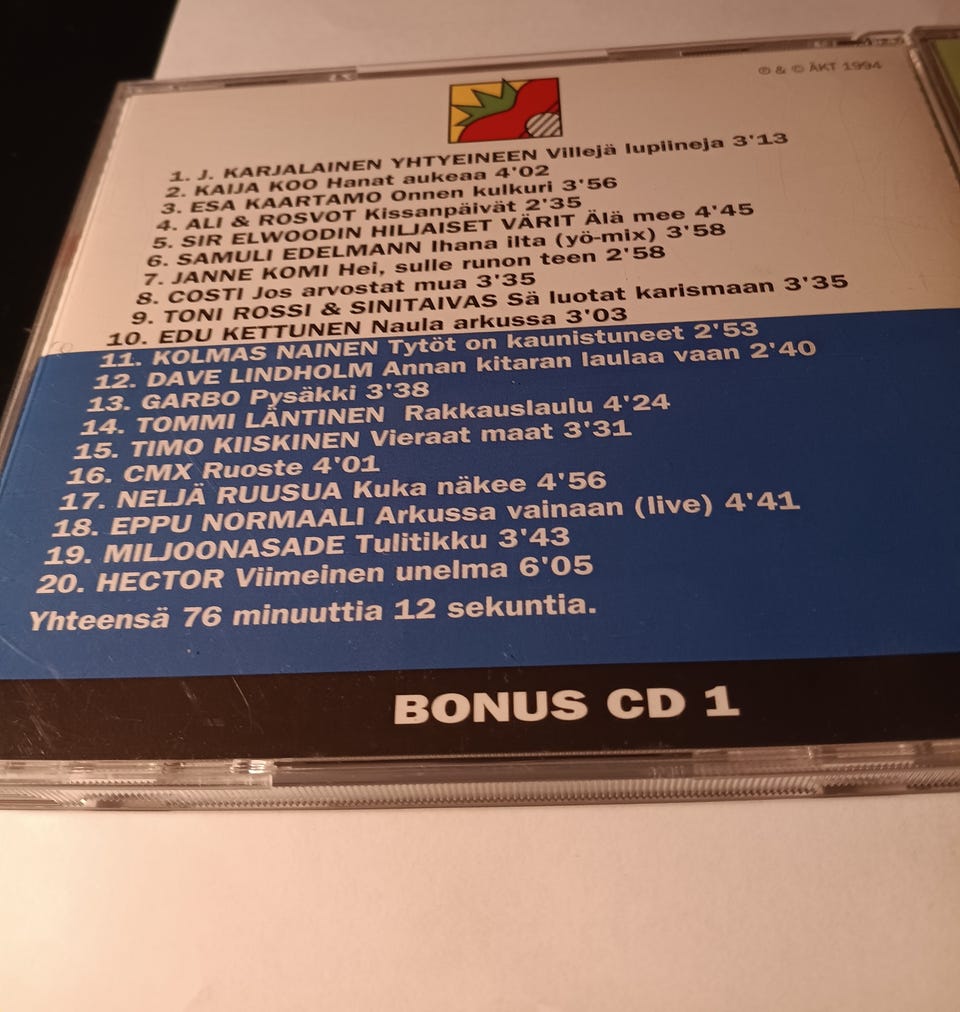 ℗ & © ÄKT 1994
1. J. KARJALAINEN YHTYEINEEN Villejä lupiineja 3'13
2. KAIJA KOO Hanat aukeaa 4'02
3. ESA KAARTAMO Onnen kulkuri 3'56
4. ALI & ROSVOT Kissanpäivät 2'35
5. SIR ELWOODIN HILJAISET VÄRIT Älä mee 4'45
6. SAMULI EDELMANN Ihana ilta (yö-mix) 3'58
7. JANNE KOMI Hei, sulle runon teen 2'58
8. COSTI Jos arvostat mua 3'35
9. TONI ROSSI & SINITAIVAS Sä luotat karismaan 3'35
10. EDU KETTUNEN Naula arkussa 3'03
11. KOLMAS NAINEN Tytöt on kaunistuneet 2'53
12. DAVE LINDHOLM Annan kitaran laulaa vaan 2'40
13. GARBO Pysäkki 3'38
14. TOMMI LÄNTINEN Rakkauslaulu 4'24
15. TIMO KIISKINEN Vieraat maat 3'31
16. CMX Ruoste 4'01
17. NELJÄ RUUSUA Kuka näkee 4'56
18. EPPU NORMAALI Arkussa vainaan (live) 4'41
19. MILJOONASADE Tulitikku 3'43
20. HECTOR Viimeinen unelma 6'05
Yhteensä 76 minuuttia 12 sekuntia.
BONUS CD 1